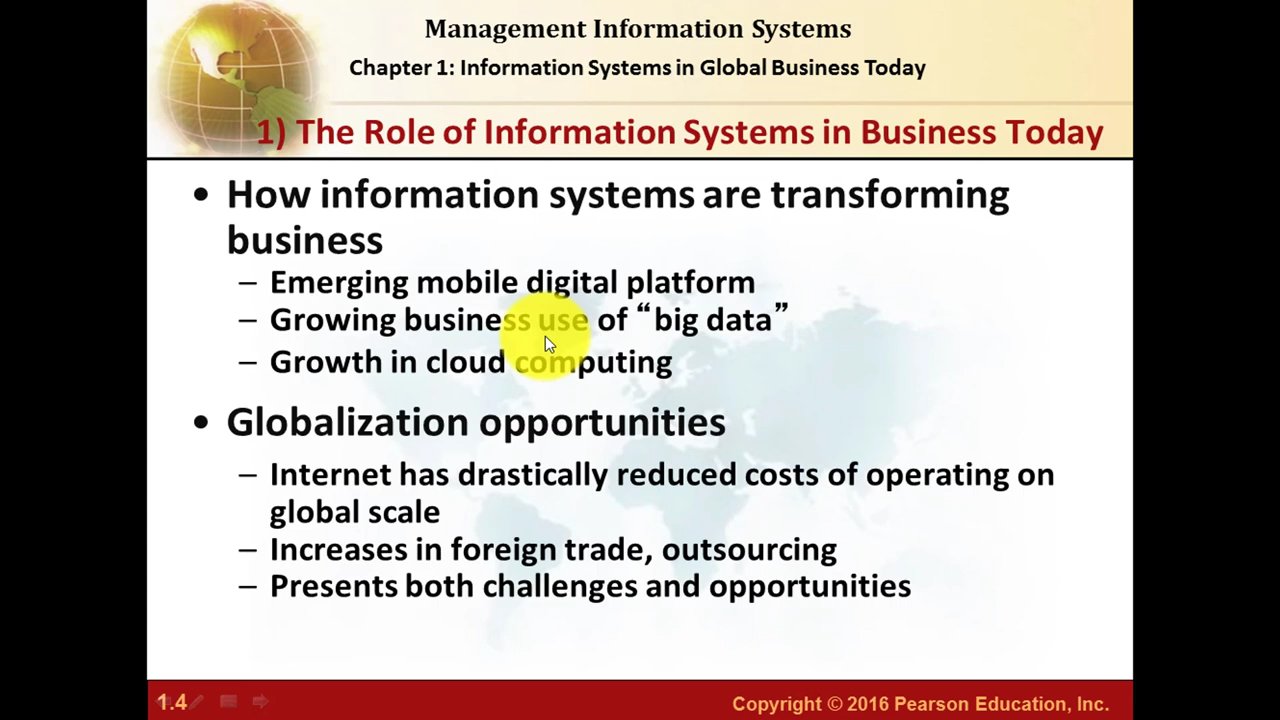 Management Information Systems
Chapter 1: Information Systems in Global Business Today
1) The Role of Information Systems in Business Today
• How information systems are transforming
business
– Emerging mobile digital platform
– Growing business use of “big data”
– Growth in cloud computing
• Globalization opportunities
– Internet has drastically reduced costs of operating on
global scale
– Increases in foreign trade, outsourcing
– Presents both challenges and opportunities
1.4
Copyright © 2016 Pearson Education, Inc.